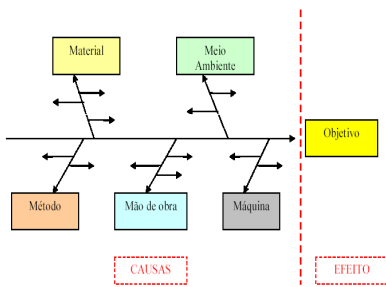 Material
Meio
Ambiente
Objetivo
Método
Mão de obra
Máquina
CAUSAS
EFEITO